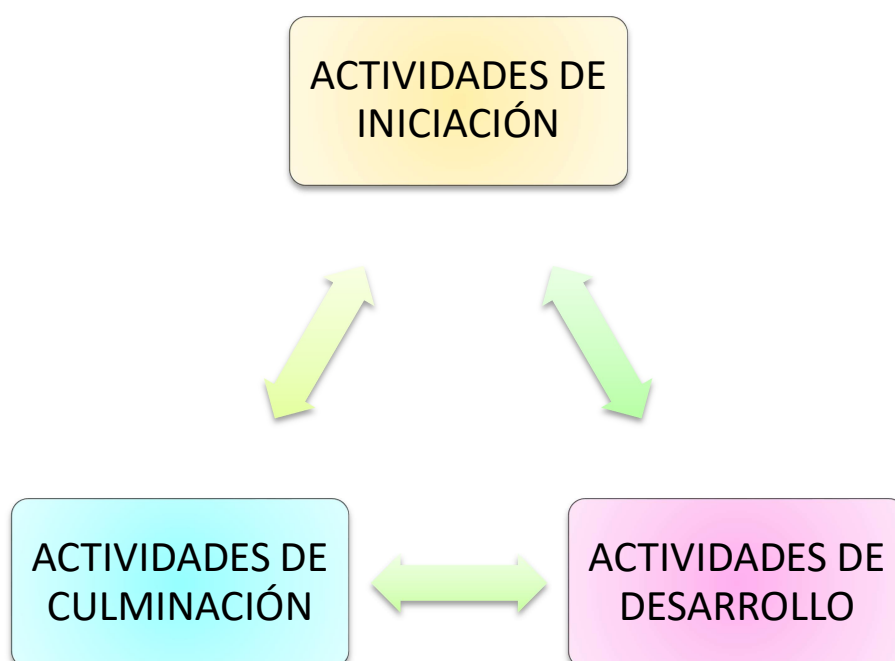 ACTIVIDADES DE
INICIACIÓN
ACTIVIDADES DE
CULMINACIÓN
ACTIVIDADES DE
DESARROLLO